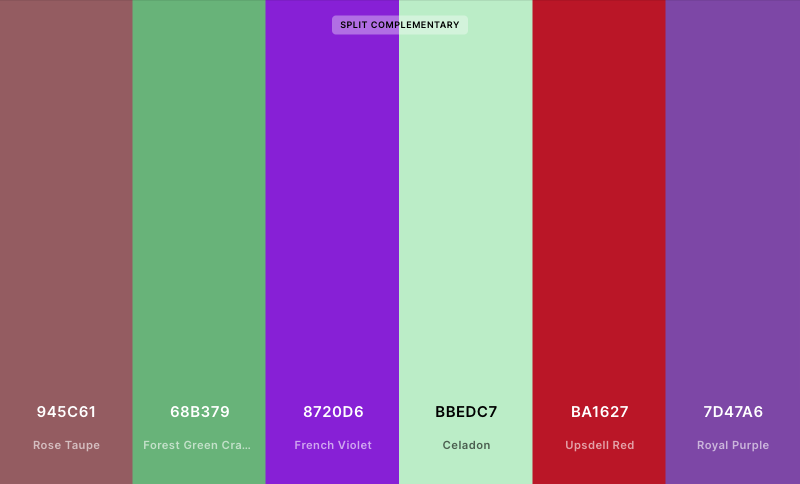 SPLIT COMPLEMENTARY
945C61
68B379
8720D6
BBEDC7
BA1627
7D47A6
Rose Taupe
Forest Green Cra...
French Violet
Celadon
Upsdell Red
Royal Purple